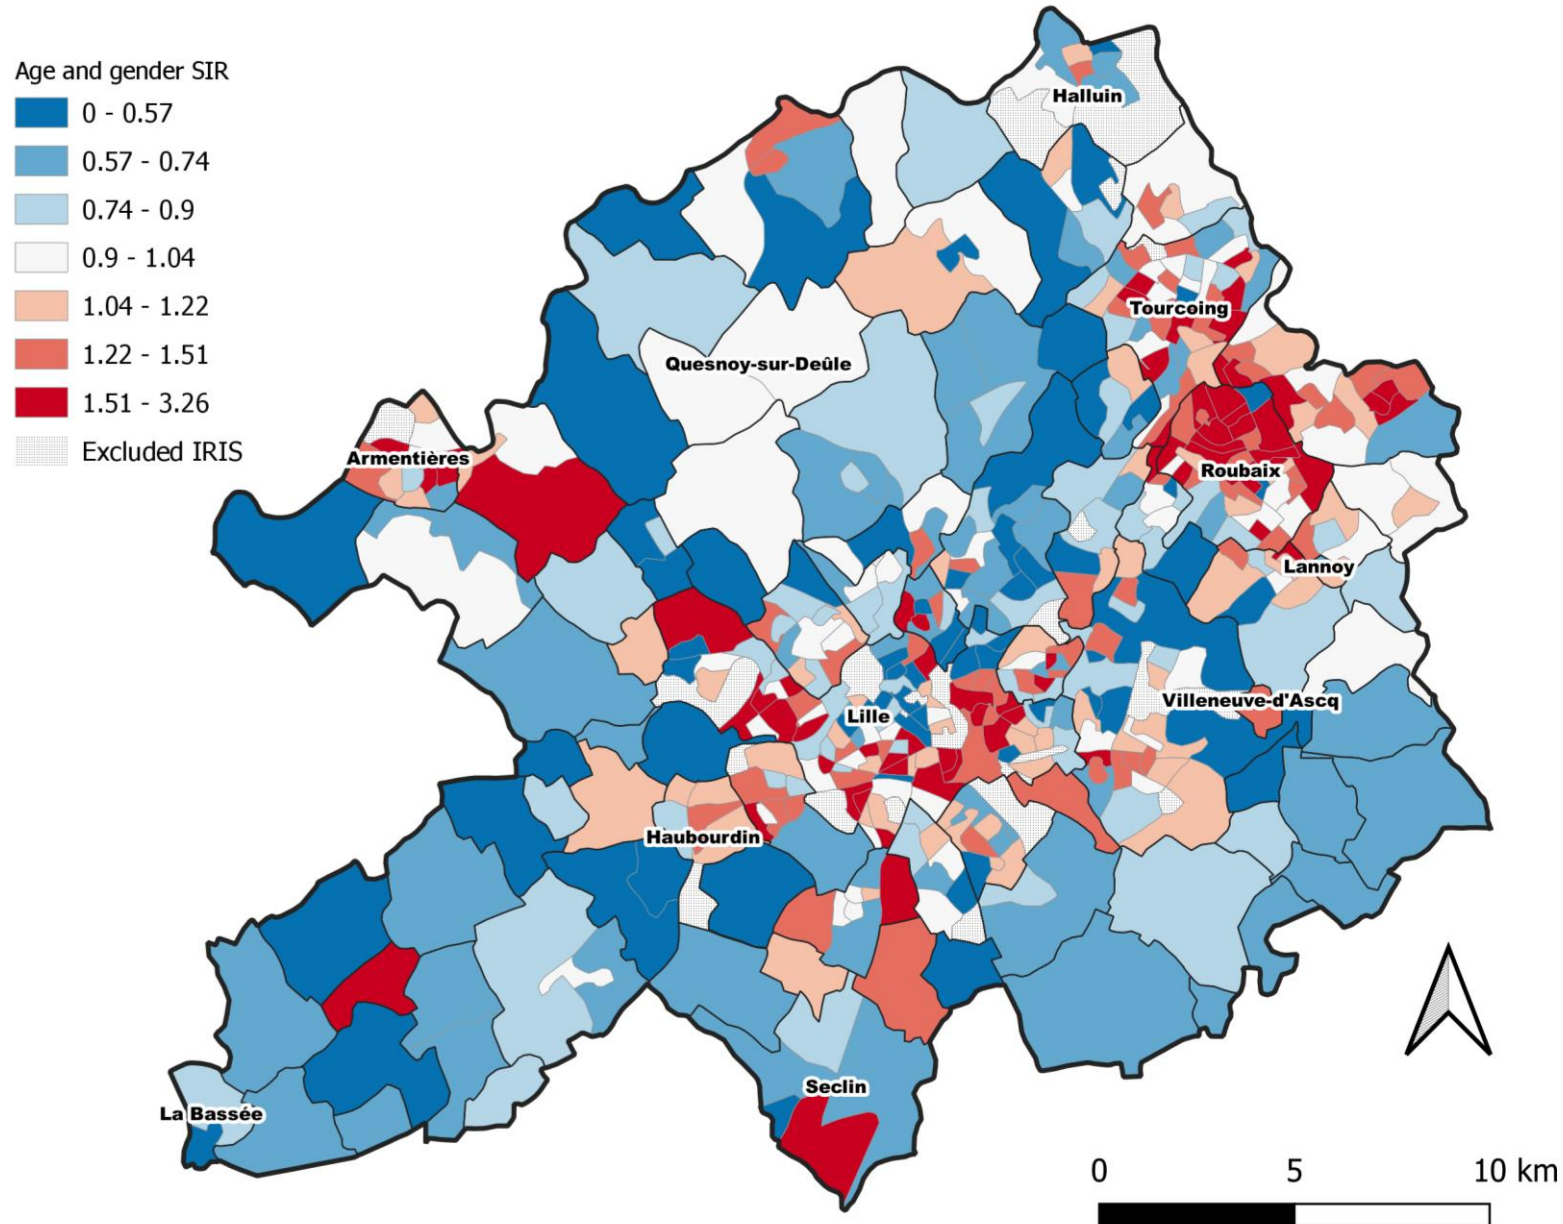 Age and gender SIR
0 - 0.57
0.57 - 0.74
0.74 - 0.9
0.9 - 1.04
1.04 - 1.22
1.22 - 1.51
1.51 - 3.26
Excluded IRIS
Halluin
Tourcoing
Quesnoy-sur-Deûle
Armentières
Roubaix
Lannoy
Villeneuve-d'Ascq
Lille
Haubourdin
Seclin
La Bassée
0 5 10 km